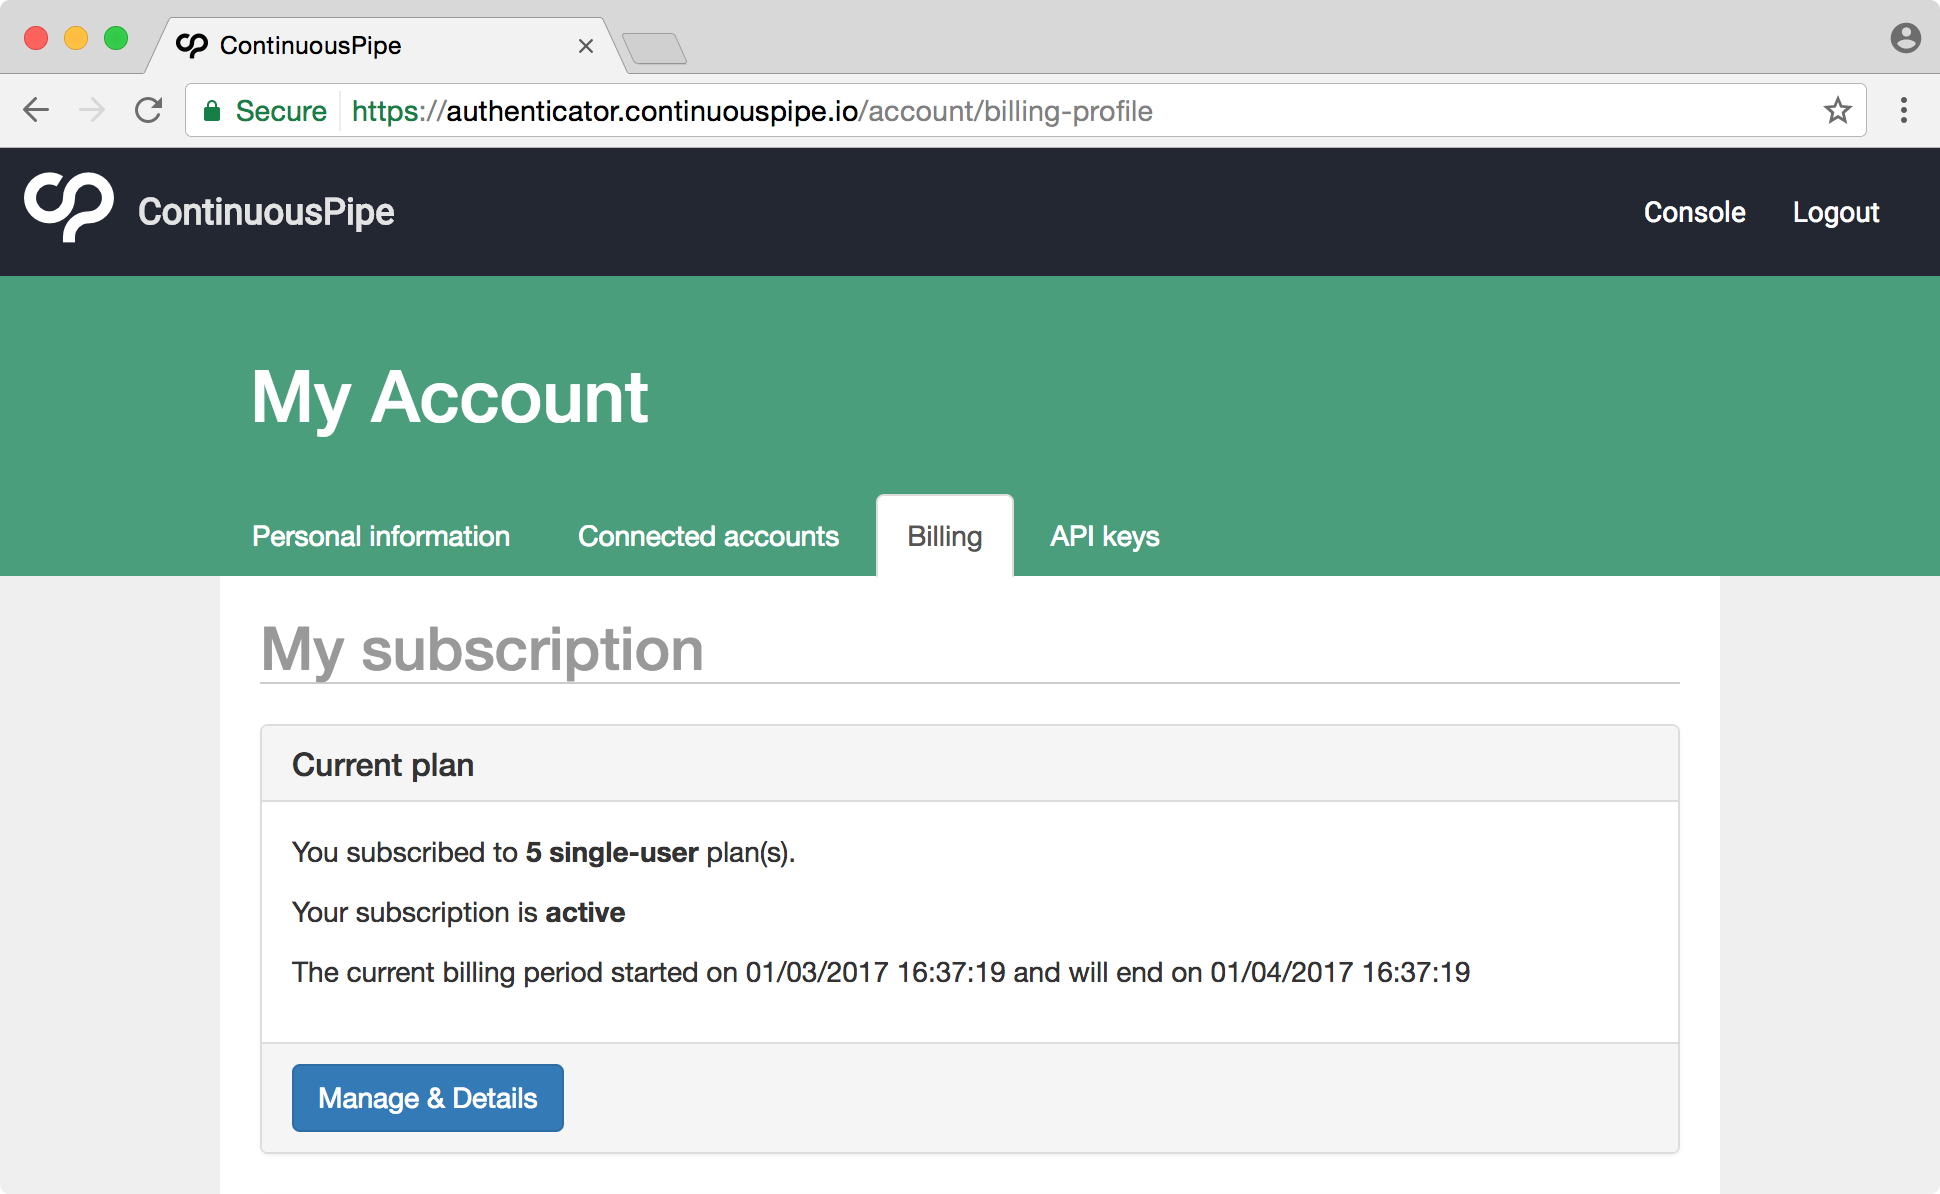 ContinuousPipe
Secure https://authenticator.continuouspipe.io/account/billing-profile
ContinuousPipe Console Logout
My Account
Personal information Connected accounts Billing API keys
My subscription
Current plan
You subscribed to 5 single-user plan(s).
Your subscription is active
The current billing period started on 01/03/2017 16:37:19 and will end on 01/04/2017 16:37:19
Manage & Details